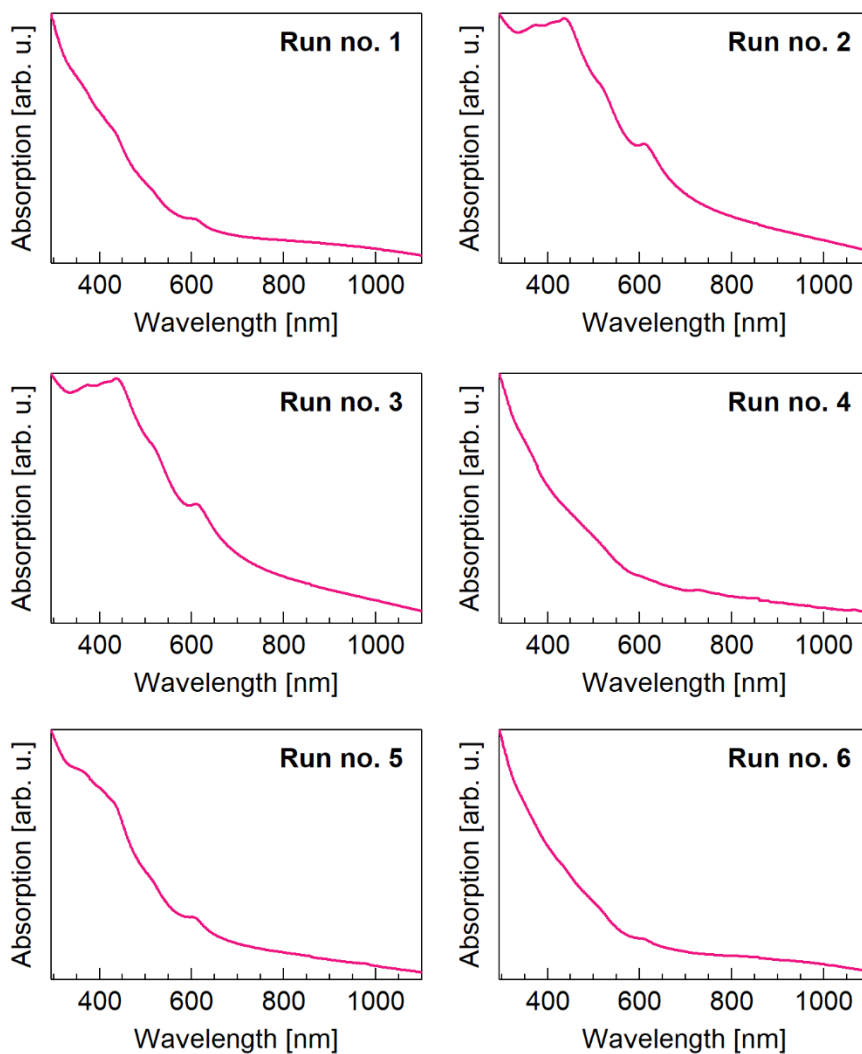 Run no. 1
Absorption [arb. u.]
400 600 800 1000
Wavelength [nm]
Run no. 2
Absorption [arb. u.]
400 600 800 1000
Wavelength [nm]
Run no. 3
Absorption [arb. u.]
400 600 800 1000
Wavelength [nm]
Run no. 4
Absorption [arb. u.]
400 600 800 1000
Wavelength [nm]
Run no. 5
Absorption [arb. u.]
400 600 800 1000
Wavelength [nm]
Run no. 6
Absorption [arb. u.]
400 600 800 1000
Wavelength [nm]